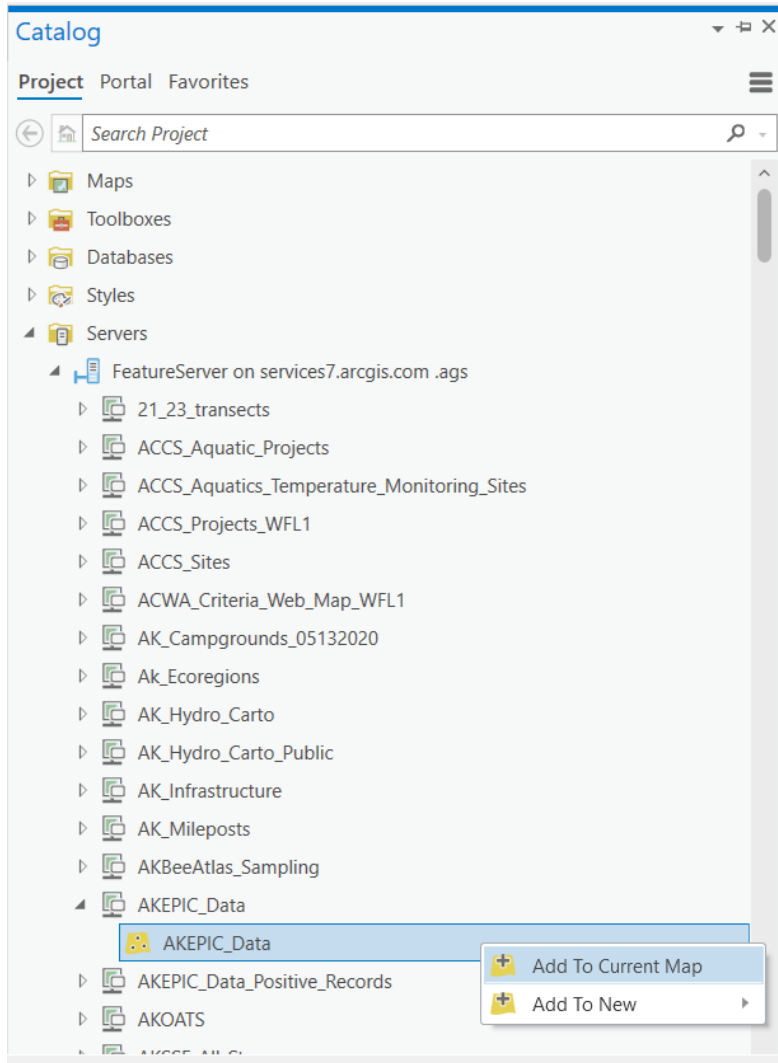 Catalog
Project Portal Favorites
Search Project
Maps
Toolboxes
Databases
Styles
Servers
FeatureServer on services7.arcgis.com .ags
21_23_transects
ACCS_Aquatic_Projects
ACCS_Aquatics_Temperature_Monitoring_Sites
ACCS_Projects_WFL1
ACCS_Sites
ACWA_Criteria_Web_Map_WFL1
AK_Campgrounds_05132020
Ak_Ecoregions
AK_Hydro_Carto
AK_Hydro_Carto_Public
AK_Infrastructure
AK_Mileposts
AKBeeAtlas_Sampling
AKEPIC_Data
AKEPIC_Data
Add To Current Map
AKEPIC_Data_Positive_Records
Add To New
AKOATS